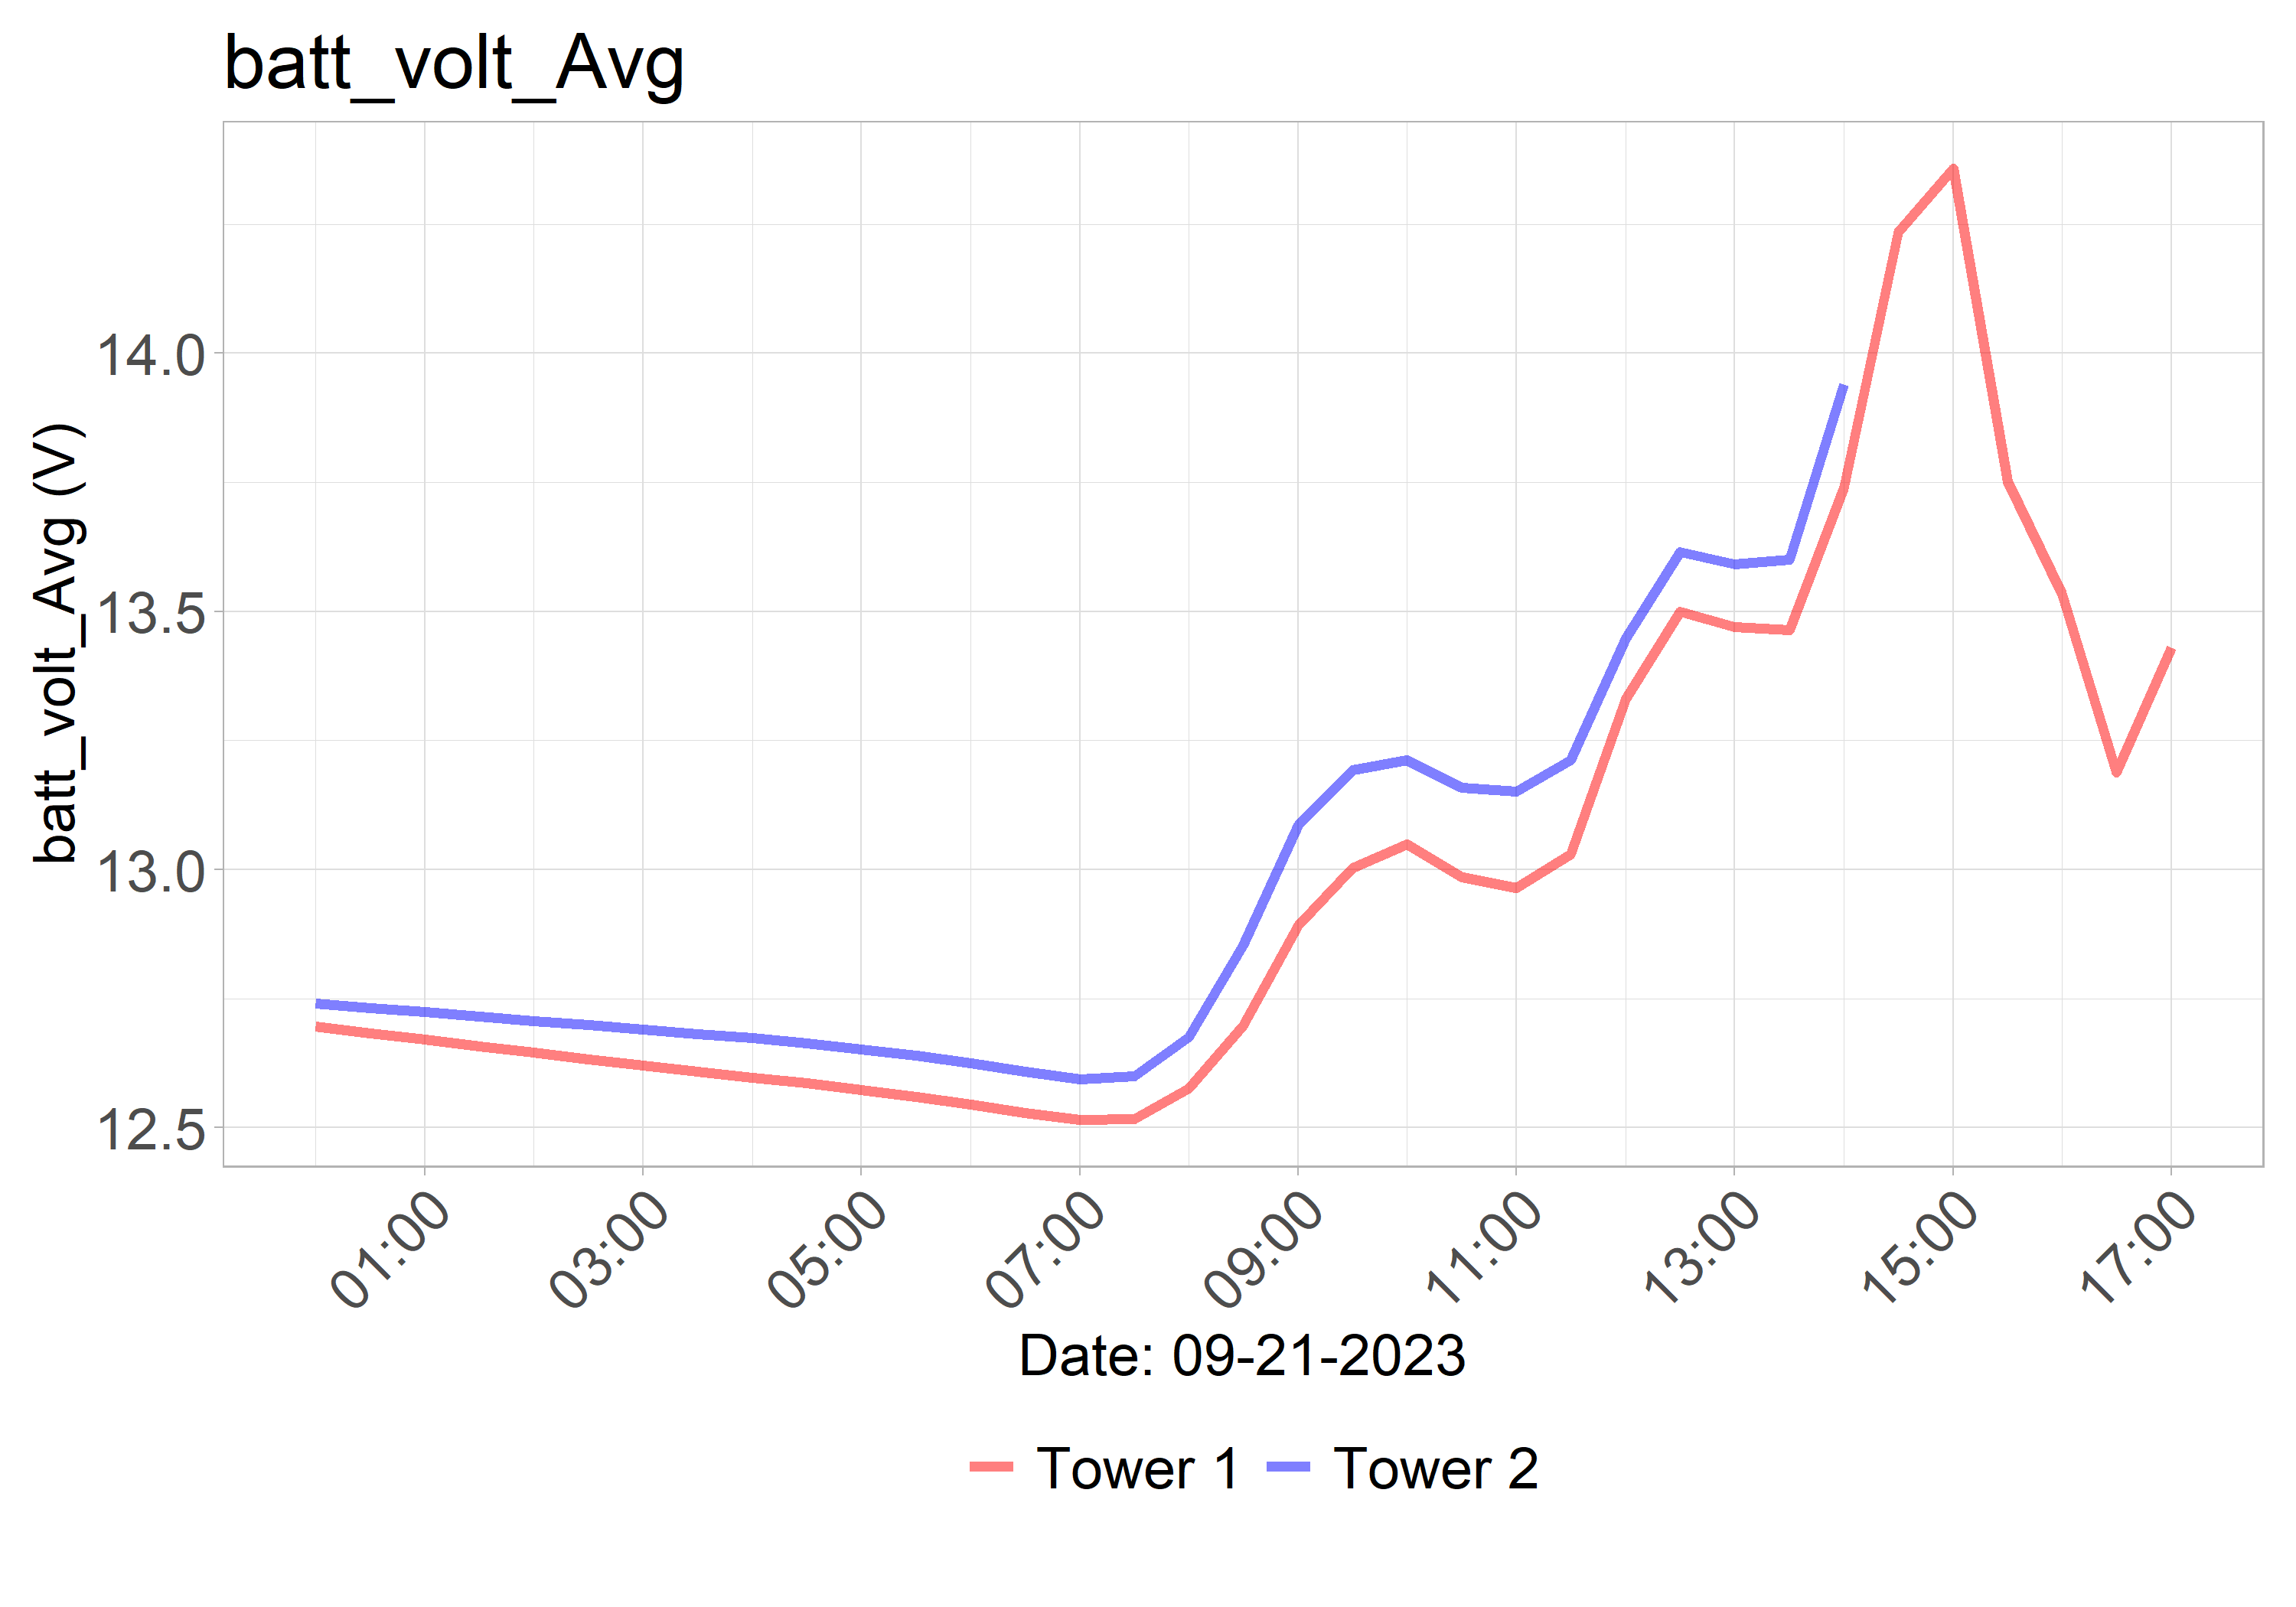 batt_volt_Avg
batt_volt_Avg (V)
14.0
13.5
13.0
12.5
01:00 03:00 05:00 07:00 09:00 11:00 13:00 15:00 17:00
Date: 09-21-2023
Tower 1 Tower 2